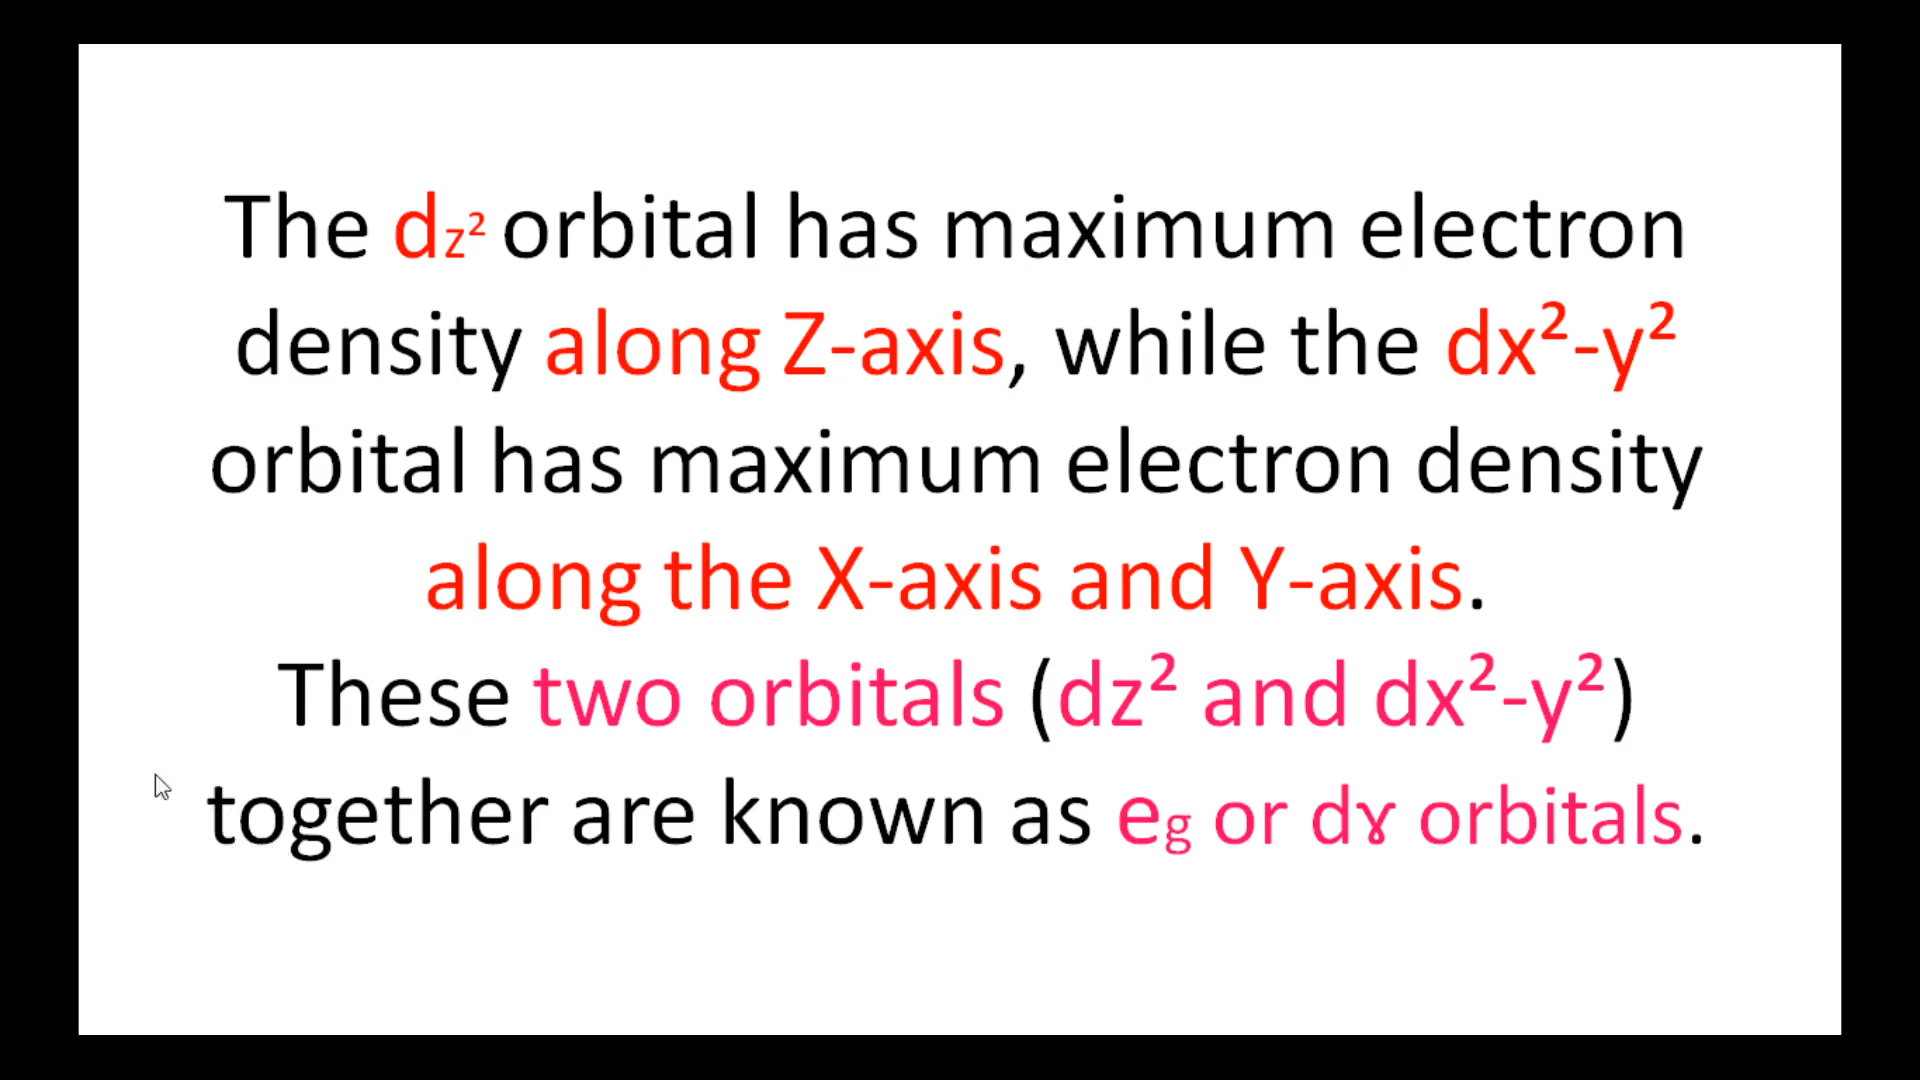 The dz² orbital has maximum electron
density along Z-axis, while the dx²-y²
orbital has maximum electron density
along the X-axis and Y-axis.
These two orbitals (dz² and dx²-y²)
together are known as eg or dɤ orbitals.